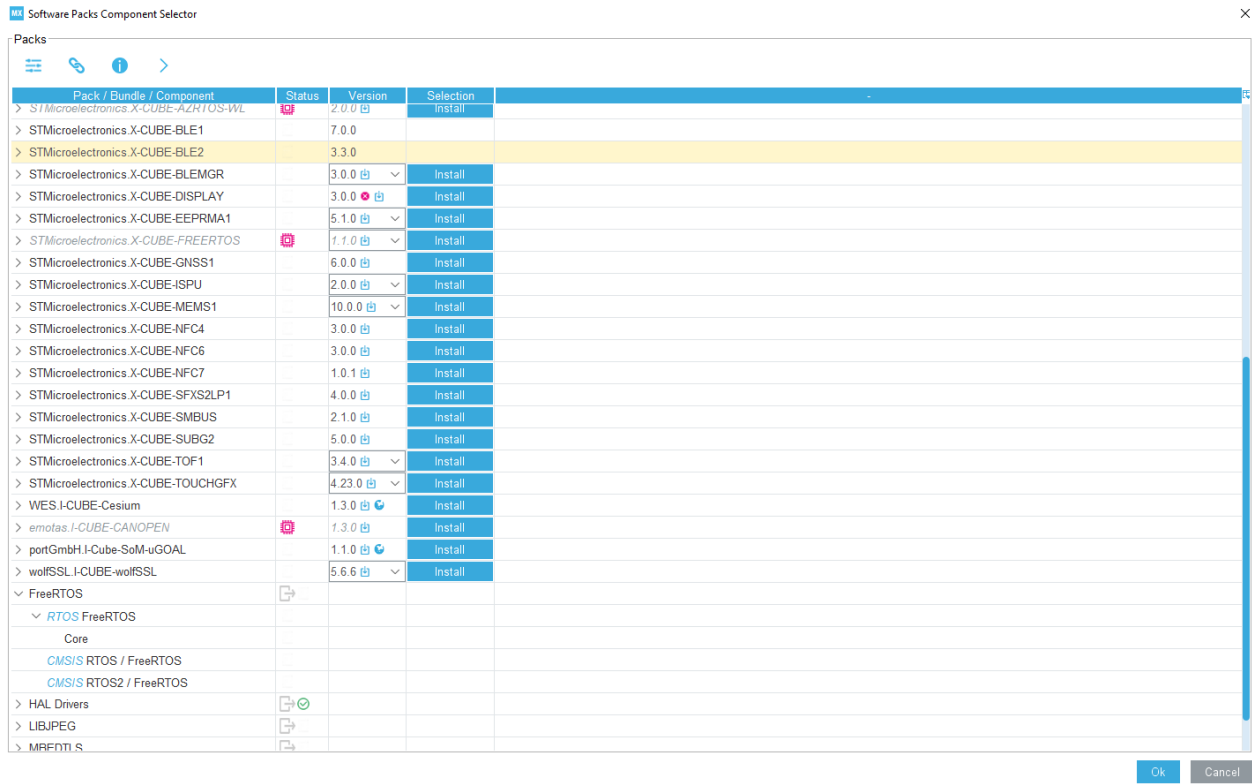 MX Software Packs Component Selector
Packs
Pack / Bundle / Component Status Version Selection -
STMicroelectronics.X-CUBE-AZRTOS-WL 2.0.0 Install
STMicroelectronics.X-CUBE-BLE1 7.0.0
STMicroelectronics.X-CUBE-BLE2 3.3.0
STMicroelectronics.X-CUBE-BLEMGR 3.0.0 Install
STMicroelectronics.X-CUBE-DISPLAY 3.0.0 Install
STMicroelectronics.X-CUBE-EEPRMA1 5.1.0 Install
STMicroelectronics.X-CUBE-FREERTOS 1.1.0 Install
STMicroelectronics.X-CUBE-GNSS1 6.0.0 Install
STMicroelectronics.X-CUBE-ISPU 2.0.0 Install
STMicroelectronics.X-CUBE-MEMS1 10.0.0 Install
STMicroelectronics.X-CUBE-NFC4 3.0.0 Install
STMicroelectronics.X-CUBE-NFC6 3.0.0 Install
STMicroelectronics.X-CUBE-NFC7 1.0.1 Install
STMicroelectronics.X-CUBE-SFXS2LP1 4.0.0 Install
STMicroelectronics.X-CUBE-SMBUS 2.1.0 Install
STMicroelectronics.X-CUBE-SUBG2 5.0.0 Install
STMicroelectronics.X-CUBE-TOF1 3.4.0 Install
STMicroelectronics.X-CUBE-TOUCHGFX 4.23.0 Install
WES.I-CUBE-Cesium 1.3.0 Install
emotas.I-CUBE-CANOPEN 1.3.0 Install
portGmbH.I-Cube-SoM-uGOAL 1.1.0 Install
wolfSSL.I-CUBE-wolfSSL 5.6.6 Install
FreeRTOS
RTOS FreeRTOS
Core
CMSIS RTOS / FreeRTOS
CMSIS RTOS2 / FreeRTOS
HAL Drivers
LIBJPEG
MBEDTLS
Ok Cancel